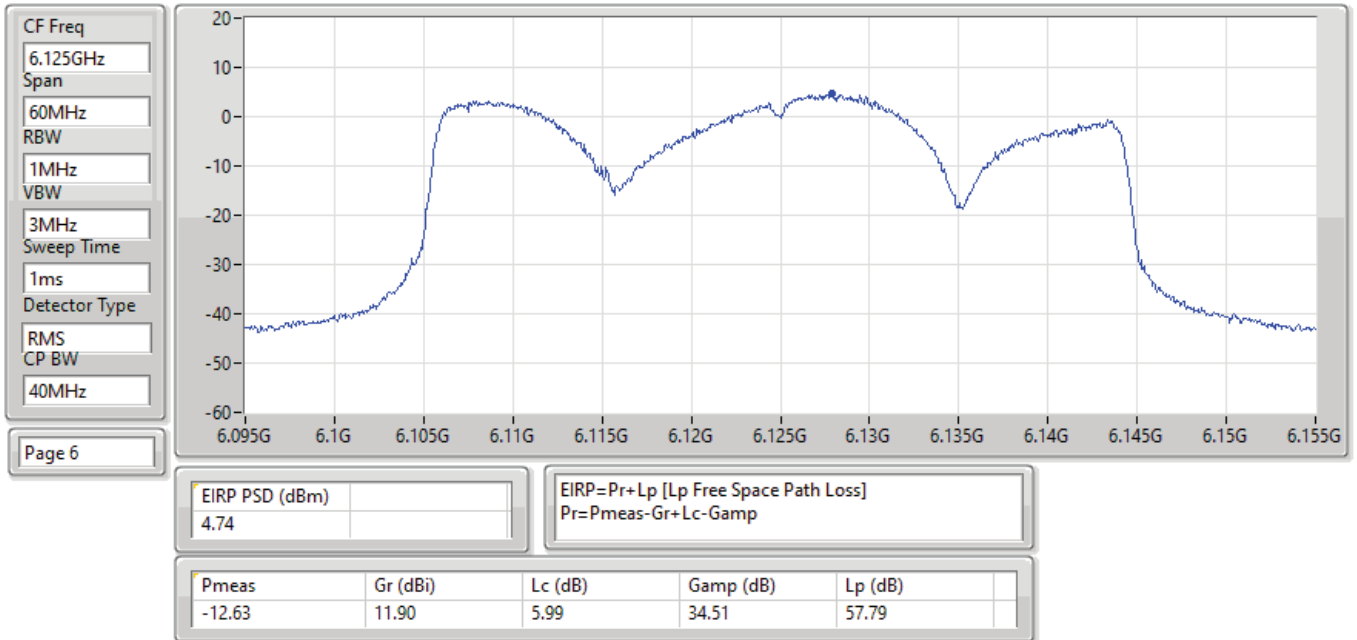 CF Freq
6.125GHz
Span
60MHz
RBW
1MHz
VBW
3MHz
Sweep Time
1ms
Detector Type
RMS
CP BW
40MHz
Page 6
20
10
0
-10
-20
-30
-40
-50
-60
6.095G 6.1G 6.105G 6.11G 6.115G 6.12G 6.125G 6.13G 6.135G 6.14G 6.145G 6.15G 6.155G
EIRP PSD (dBm)
4.74
EIRP=Pr+Lp [Lp Free Space Path Loss]
Pr=Pmeas-Gr+Lc-Gamp
Pmeas Gr (dBi) Lc (dB) Gamp (dB) Lp (dB)
-12.63 11.90 5.99 34.51 57.79